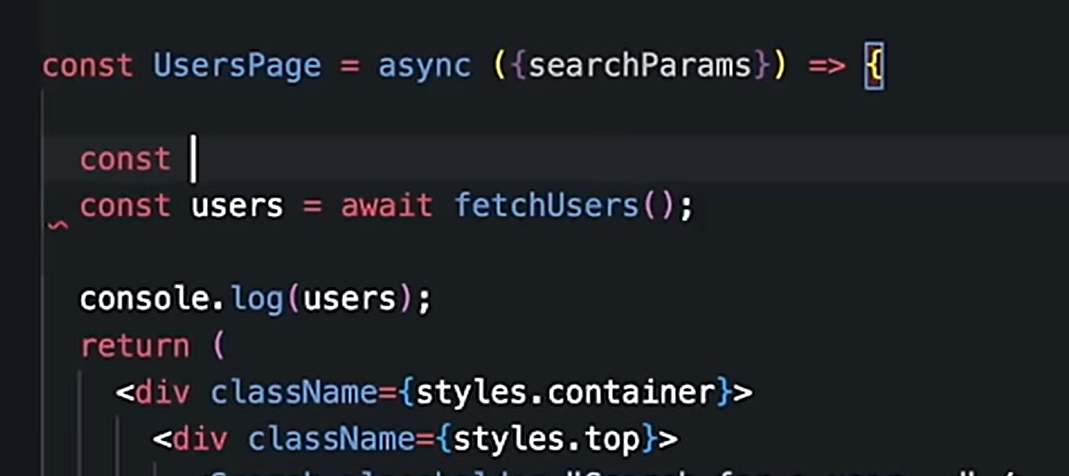 const UsersPage = async ({searchParams}) => {
const
const users = await fetchUsers();
console.log(users);
return (
<div className={styles.container}>
<div className={styles.top}>